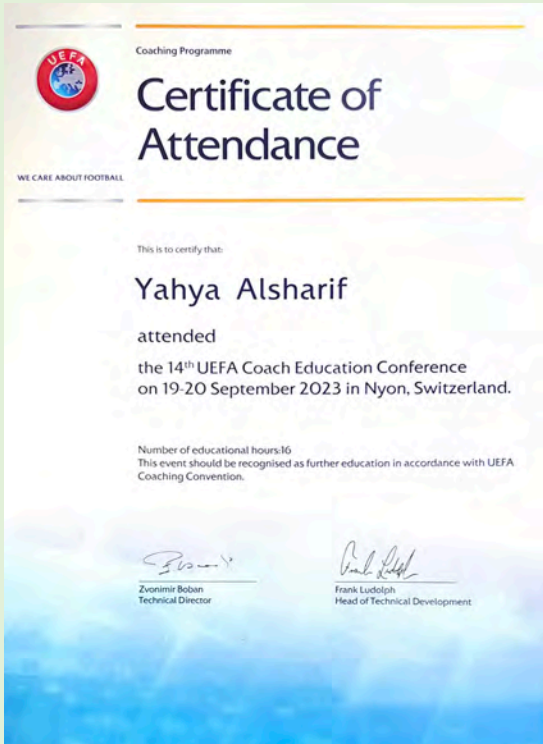 UEFA
Coaching Programme
Certificate of
Attendance
WE CARE ABOUT FOOTBALL
This is to certify that:
Yahya Alsharif
attended
the 14th UEFA Coach Education Conference
on 19-20 September 2023 in Nyon, Switzerland.
Number of educational hours:16
This event should be recognised as further education in accordance with UEFA
Coaching Convention.
Zvonimir Boban
Technical Director
Frank Ludolph
Head of Technical Development